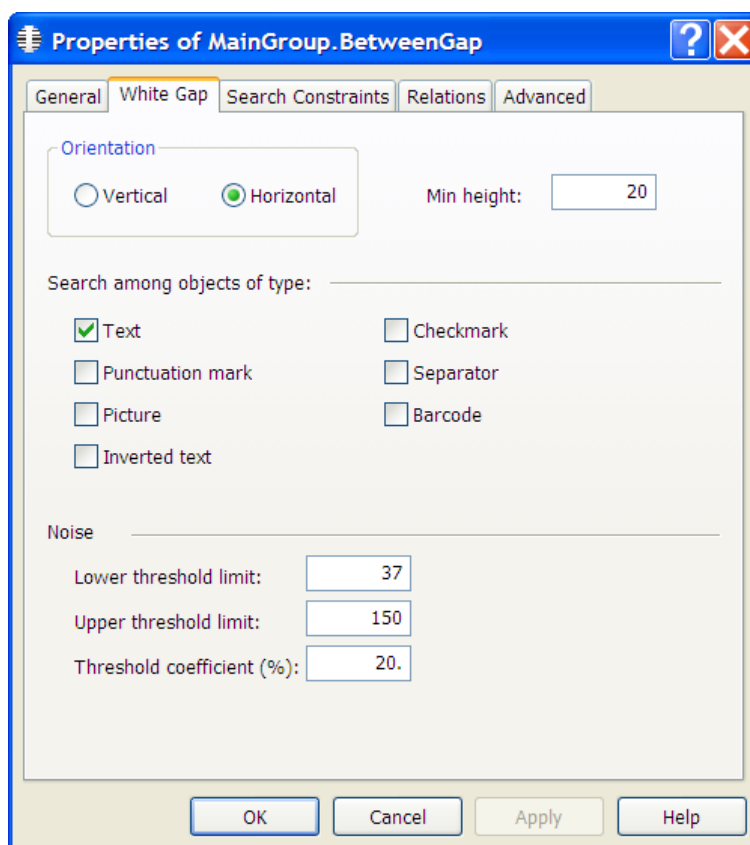 Properties of MainGroup.BetweenGap
General White Gap Search Constraints Relations Advanced
Orientation
Vertical Horizontal Min height: 20
Search among objects of type:
Text Checkmark
Punctuation mark Separator
Picture Barcode
Inverted text
Noise
Lower threshold limit: 37
Upper threshold limit: 150
Threshold coefficient (%): 20.
OK Cancel Apply Help